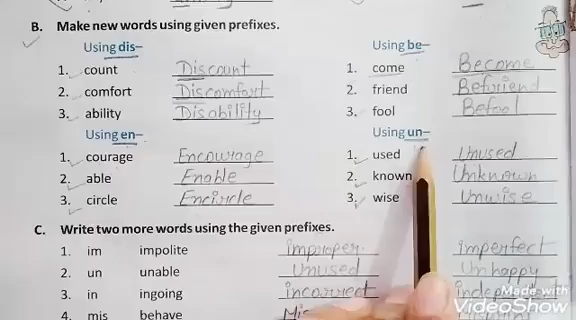 B. Make new words using given prefixes.
Using dis–
1. count Discount
2. comfort Discomfort
3. ability Disability
Using en–
1. courage Encourage
2. able Enable
3. circle Encircle
Using be–
1. come Become
2. friend Befriend
3. fool Befool
Using un–
1. used Unused
2. known Unknown
3. wise Unwise
C. Write two more words using the given prefixes.
1. im impolite improper. imperfect
2. un unable Unused Unhappy
3. in ingoing incorrect independent
4. mis behave
Made with
VideoShow